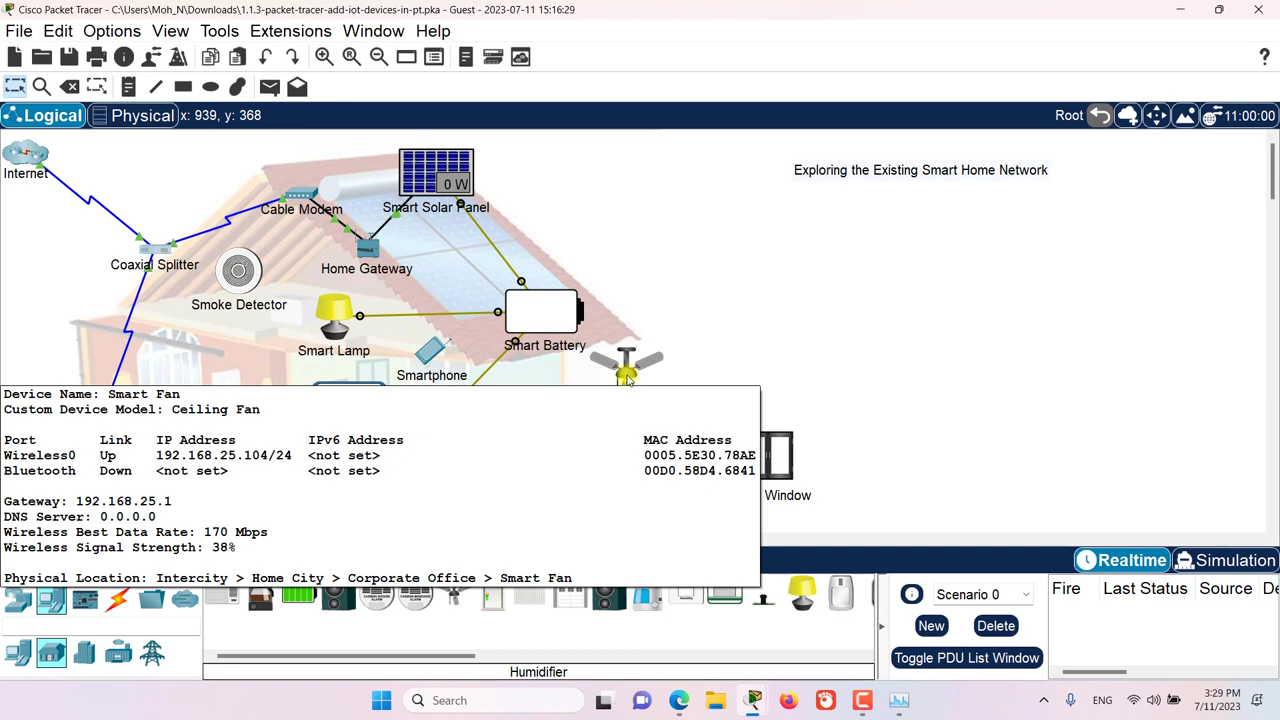 Cisco Packet Tracer - C:\Users\Moh_N\Downloads\1.1.3-packet-tracer-add-iot-devices-in-pt.pka - Guest - 2023-07-11 15:16:29
File Edit Options View Tools Extensions Window Help
Logical Physical x: 939, y: 368 Root 11:00:00
Internet
Exploring the Existing Smart Home Network
0 W
Cable Modem
Smart Solar Panel
Coaxial Splitter
Home Gateway
Smoke Detector
Smart Lamp
Smart Battery
Smartphone
Device Name: Smart Fan
Custom Device Model: Ceiling Fan
Port Link IP Address IPv6 Address MAC Address
Wireless0 Up 192.168.25.104/24 <not set> 0005.5E30.78AE
Bluetooth Down <not set> <not set> 00D0.58D4.6841
Window
Gateway: 192.168.25.1
DNS Server: 0.0.0.0
Wireless Best Data Rate: 170 Mbps
Wireless Signal Strength: 38%
Physical Location: Intercity > Home City > Corporate Office > Smart Fan
Realtime Simulation
Scenario 0
Fire Last Status Source
New Delete
Toggle PDU List Window
Humidifier
Search
ENG
3:29 PM
7/11/2023